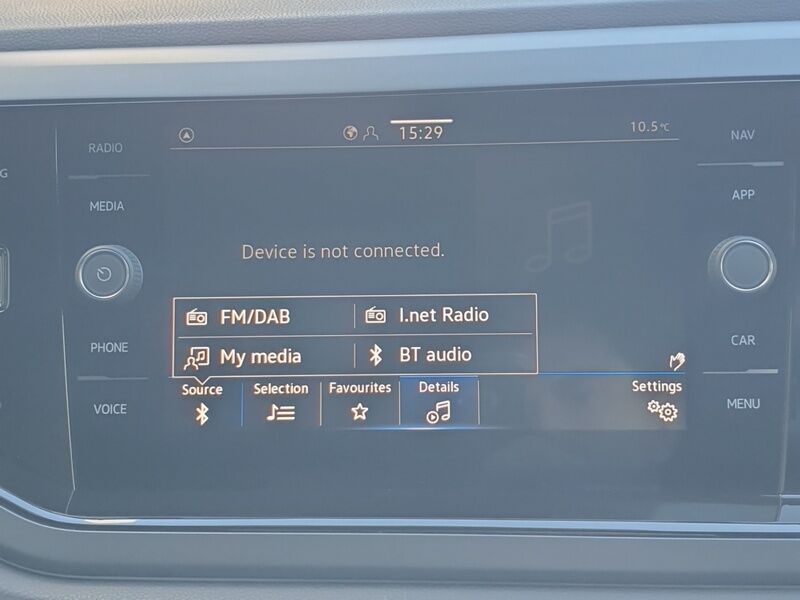 15:29
10.5°C
RADIO
MEDIA
PHONE
VOICE
Device is not connected.
FM/DAB
I.net Radio
My media
BT audio
Source
Selection
Favourites
Details
Settings
NAV
APP
CAR
MENU
G